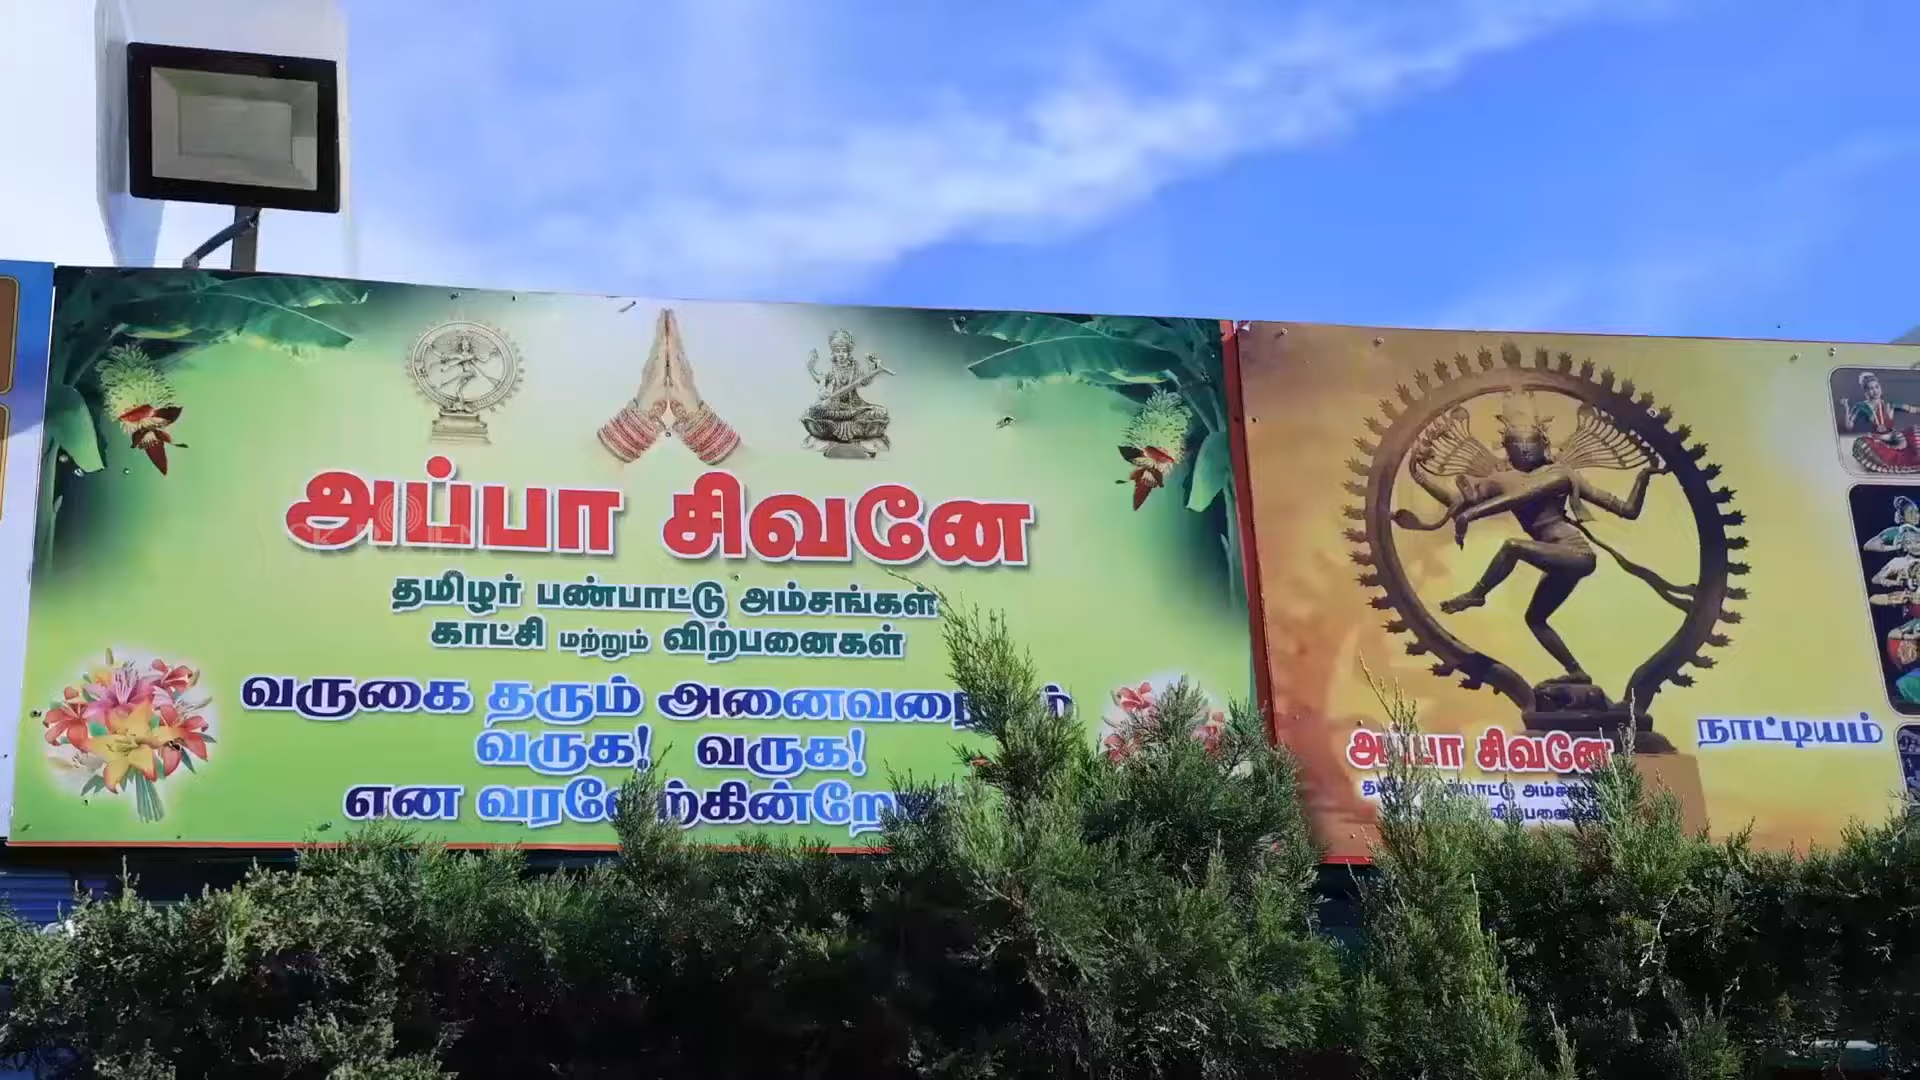 அப்பா சிவனே
தமிழர் பண்பாட்டு அம்சங்கள்
காட்சி மற்றும் விற்பனைகள்
வருகை தரும் அனைவரையும்
வருக! வருக!
என வரவேற்கின்றோம்
அப்பா சிவனே
நாட்டியம்